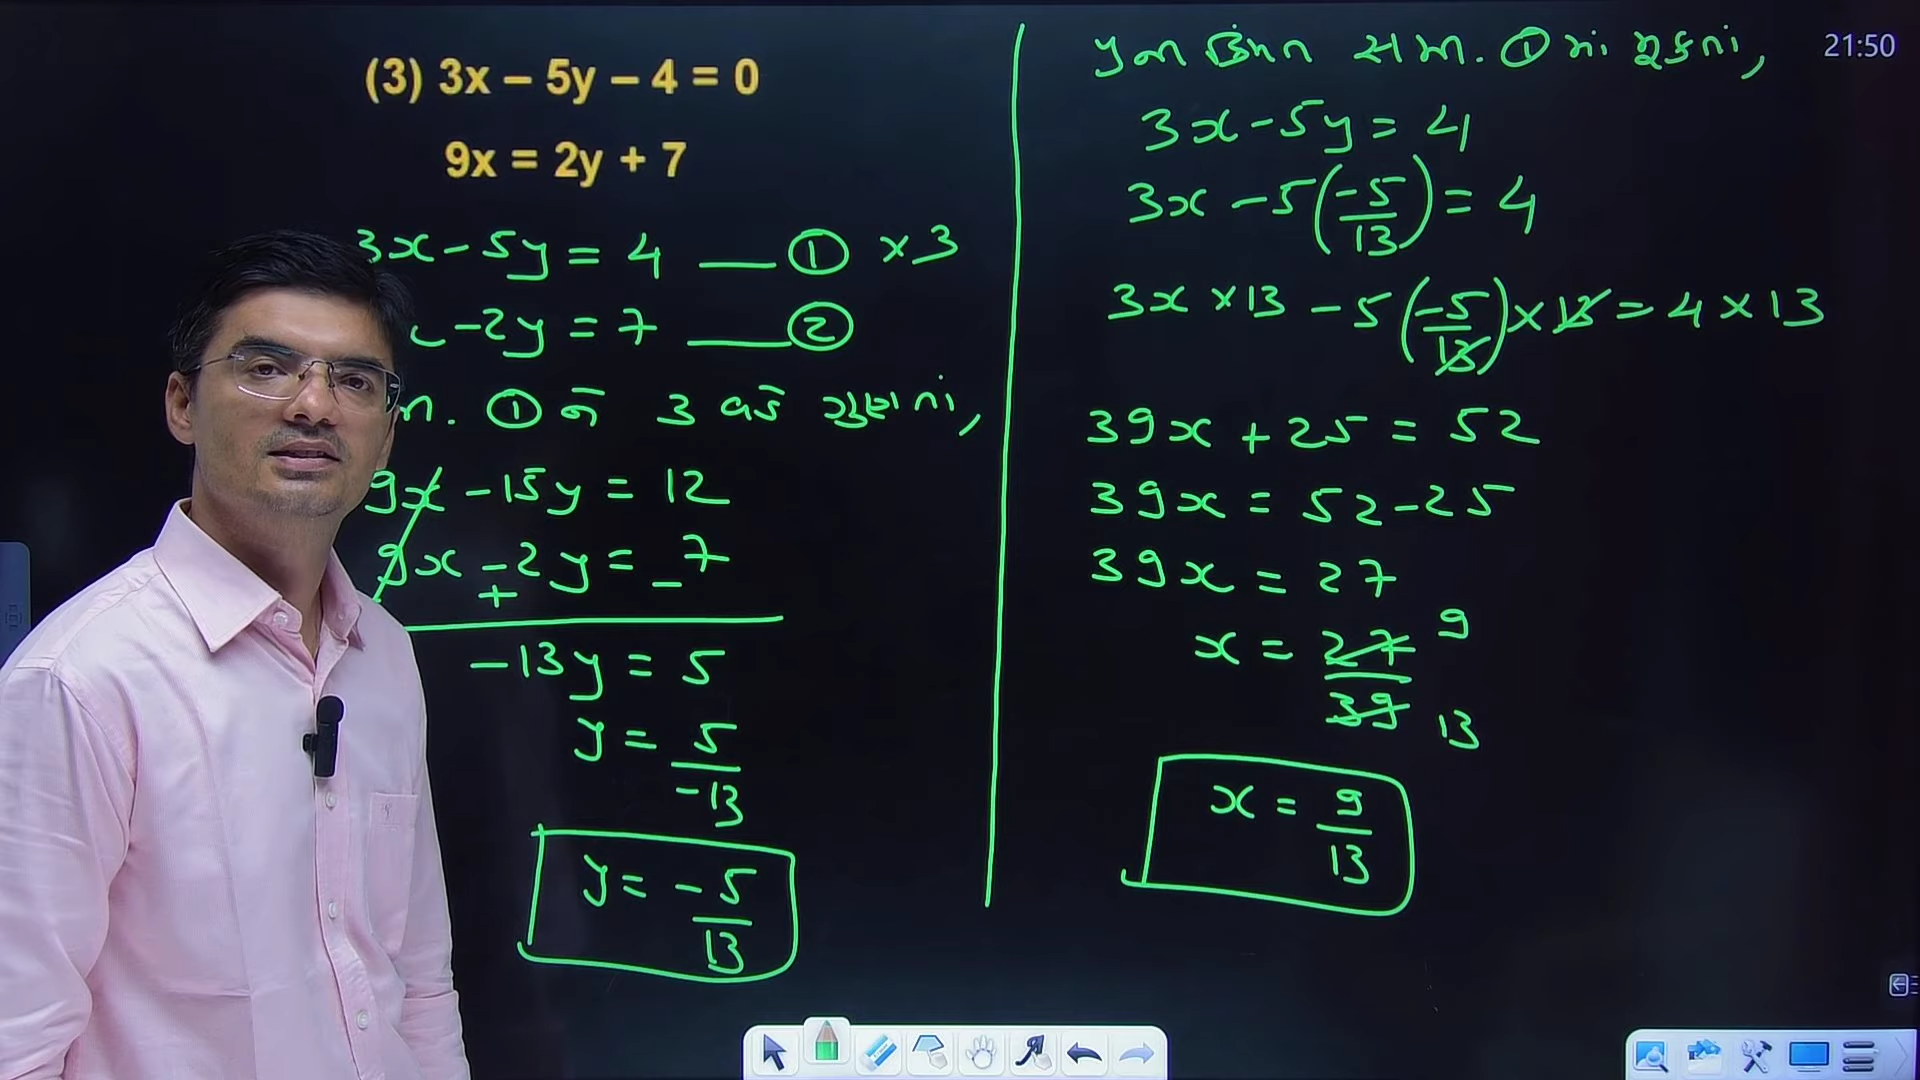 (3) 3x – 5y – 4 = 0
9x = 2y + 7
3x - 5y = 4 ___ ① ×3
- 2y = 7 ___ ②
① ને 3 વડે ગુણતાં,
9x - 15y = 12
9x - 2y = _7
+
-13y = 5
y = 5/-13
y = -5/13
21:50
y ની કિંમત સમી. ① માં મૂકતાં,
3x - 5y = 4
3x - 5(-5/13) = 4
3x × 13 - 5(-5/13) × 13 = 4 × 13
39x + 25 = 52
39x = 52 - 25
39x = 27
x = 27/39 9 13
x = 9/13